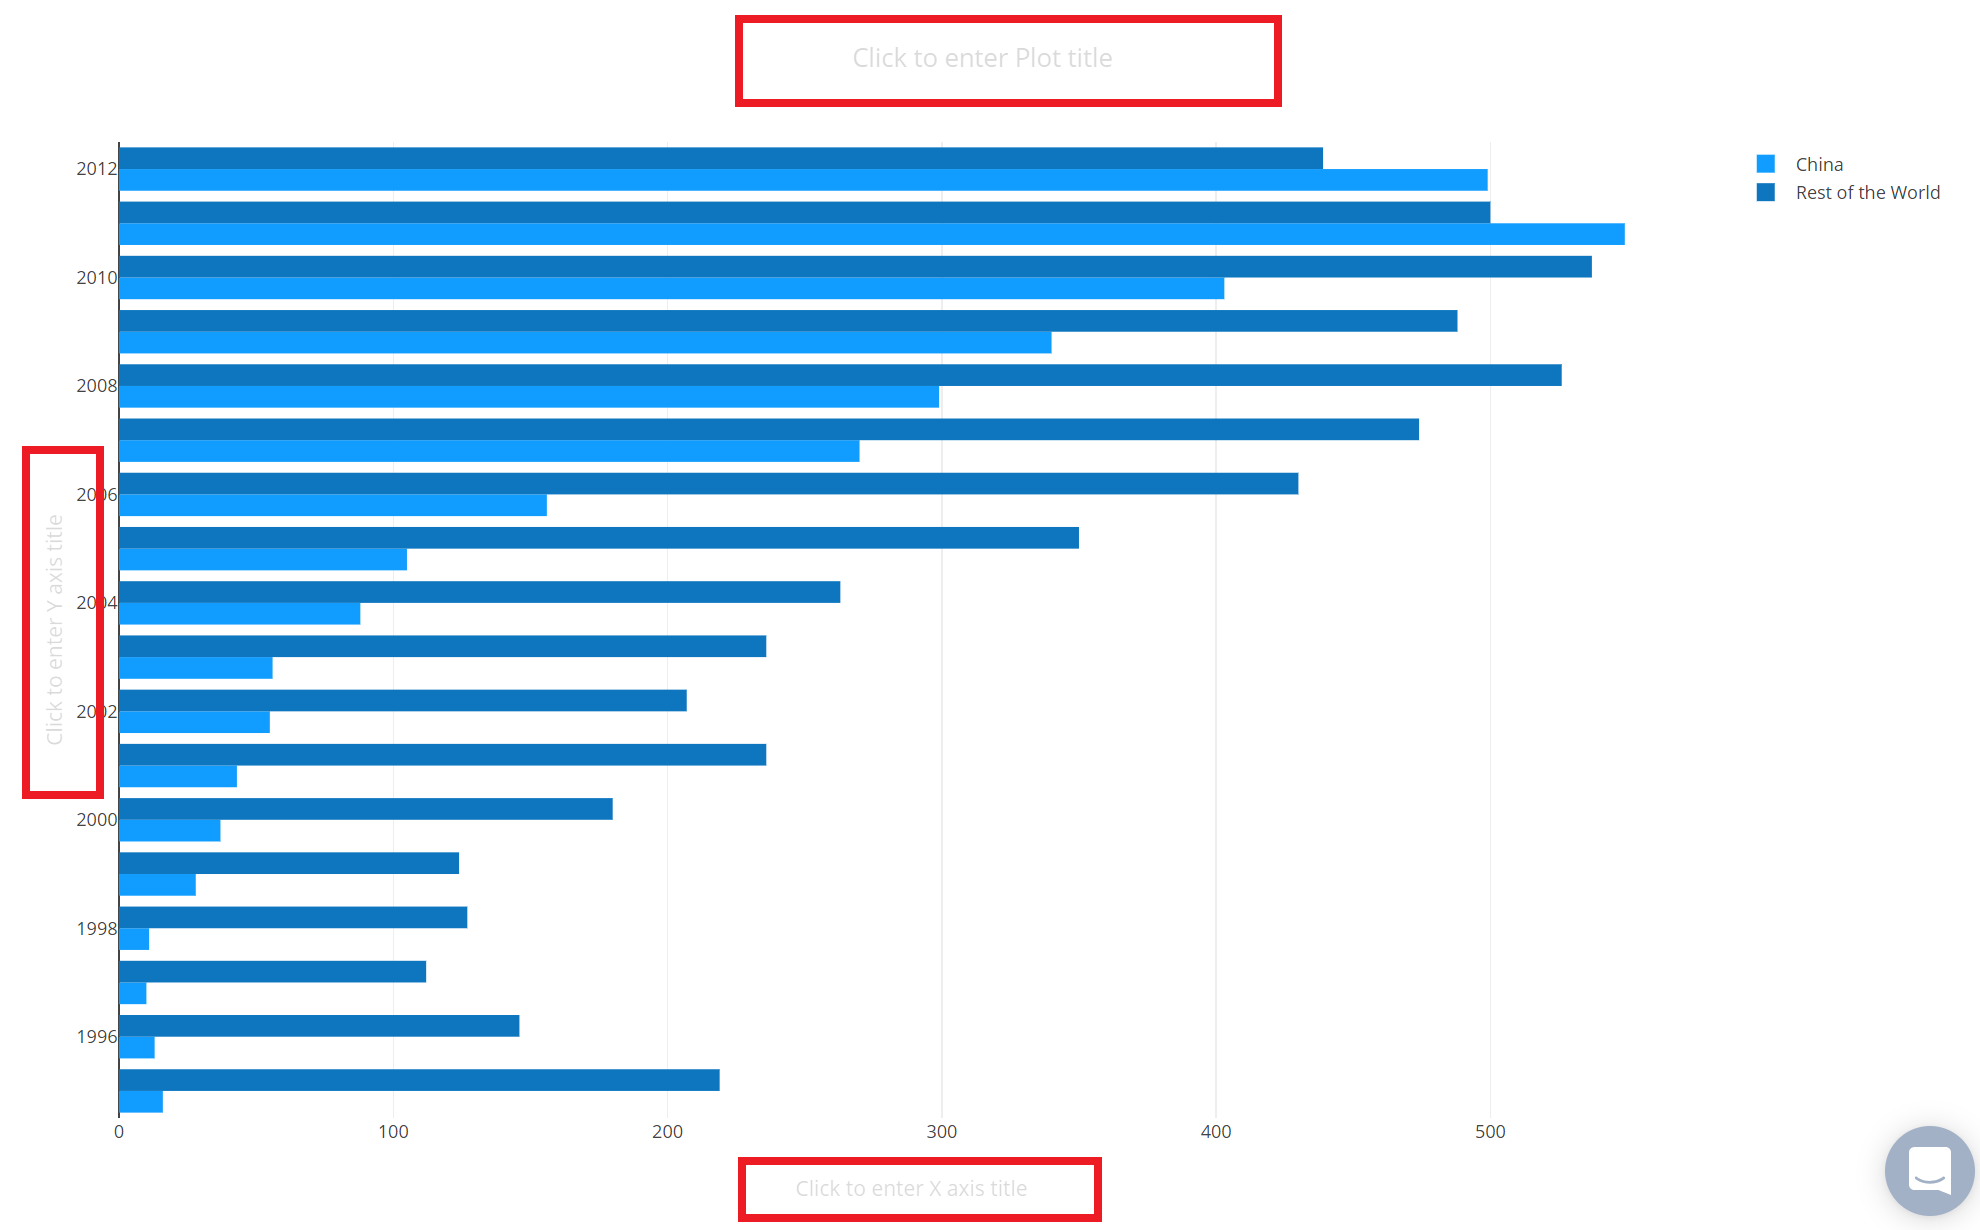 Click to enter Plot title
China
Rest of the World
2012
2010
2008
2006
2004
2002
2000
1998
1996
Click to enter Y axis title
0 100 200 300 400 500
Click to enter X axis title